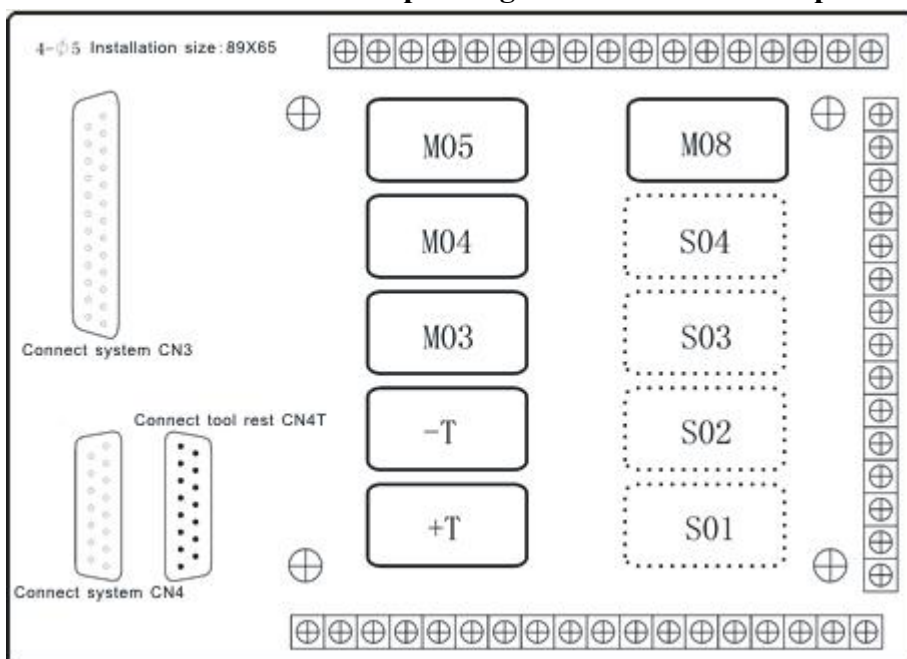 4-ϕ5 Installation size:89X65
M05
M08
M04
S04
M03
S03
Connect system CN3
-T
S02
Connect tool rest CN4T
+T
S01
Connect system CN4